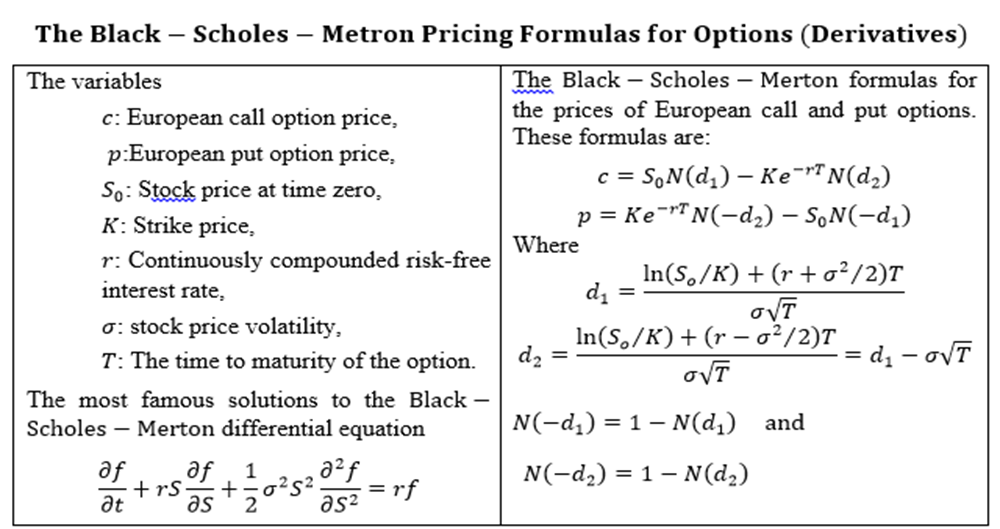 The Black – Scholes – Metron Pricing Formulas for Options (Derivatives)
The variables
c: European call option price,
p:European put option price,
S₀: Stock price at time zero,
K: Strike price,
r: Continuously compounded risk-free
interest rate,
σ: stock price volatility,
T: The time to maturity of the option.
The most famous solutions to the Black –
Scholes – Merton differential equation
∂f/∂t + rS ∂f/∂S + 1/2 σ²S² ∂²f/∂S² = rf
The Black – Scholes – Merton formulas for
the prices of European call and put options.
These formulas are:
c = S₀N(d₁) – Ke⁻ʳᵀN(d₂)
p = Ke⁻ʳᵀN(–d₂) – S₀N(–d₁)
Where
d₁ = (ln(Sₒ/K) + (r + σ²/2)T) / (σ√T)
d₂ = (ln(Sₒ/K) + (r – σ²/2)T) / (σ√T) = d₁ – σ√T
N(–d₁) = 1 – N(d₁) and
N(–d₂) = 1 – N(d₂)